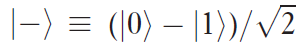 |−⟩ ≡ (|0⟩ − |1⟩)/√2